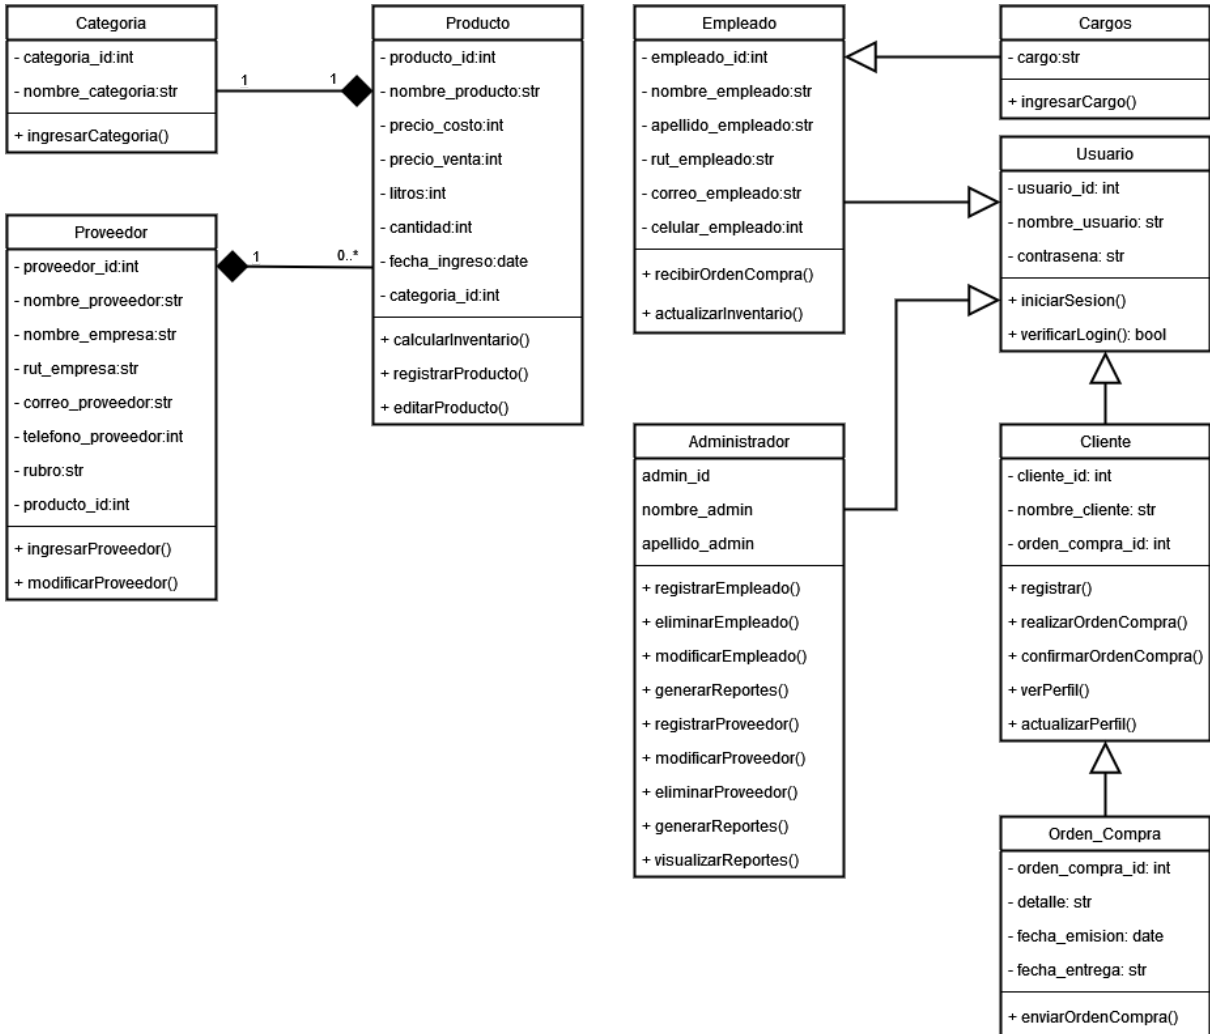 Categoria
- categoria_id:int
- nombre_categoria:str
+ ingresarCategoria()
1
1
Producto
- producto_id:int
- nombre_producto:str
- precio_costo:int
- precio_venta:int
- litros:int
- cantidad:int
- fecha_ingreso:date
- categoria_id:int
+ calcularInventario()
+ registrarProducto()
+ editarProducto()
Proveedor
- proveedor_id:int
- nombre_proveedor:str
- nombre_empresa:str
- rut_empresa:str
- correo_proveedor:str
- telefono_proveedor:int
- rubro:str
- producto_id:int
+ ingresarProveedor()
+ modificarProveedor()
1
0..*
Empleado
- empleado_id:int
- nombre_empleado:str
- apellido_empleado:str
- rut_empleado:str
- correo_empleado:str
- celular_empleado:int
+ recibirOrdenCompra()
+ actualizarInventario()
Cargos
- cargo:str
+ ingresarCargo()
Usuario
- usuario_id: int
- nombre_usuario: str
- contrasena: str
+ iniciarSesion()
+ verificarLogin(): bool
Administrador
admin_id
nombre_admin
apellido_admin
+ registrarEmpleado()
+ eliminarEmpleado()
+ modificarEmpleado()
+ generarReportes()
+ registrarProveedor()
+ modificarProveedor()
+ eliminarProveedor()
+ generarReportes()
+ visualizarReportes()
Cliente
- cliente_id: int
- nombre_cliente: str
- orden_compra_id: int
+ registrar()
+ realizarOrdenCompra()
+ confirmarOrdenCompra()
+ verPerfil()
+ actualizarPerfil()
Orden_Compra
- orden_compra_id: int
- detalle: str
- fecha_emision: date
- fecha_entrega: str
+ enviarOrdenCompra()